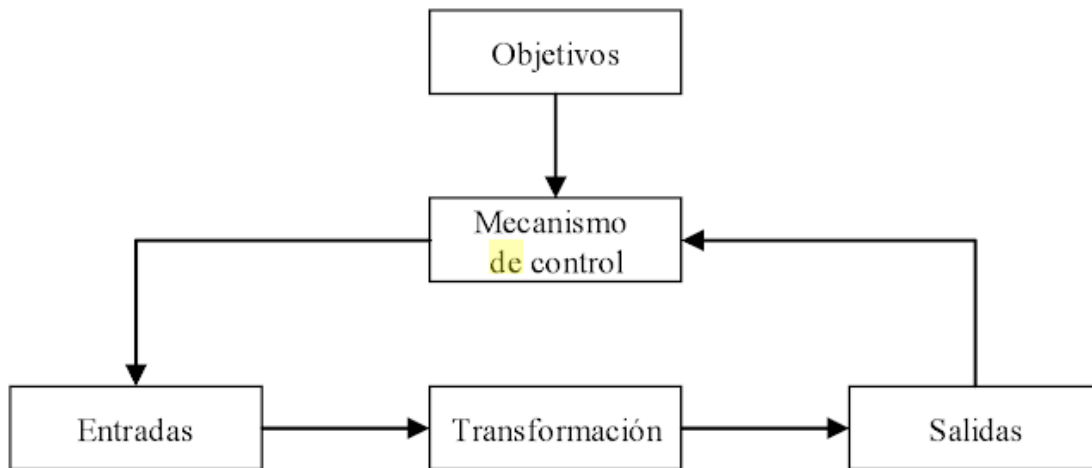 Objetivos
Mecanismo
de control
Entradas
Transformación
Salidas